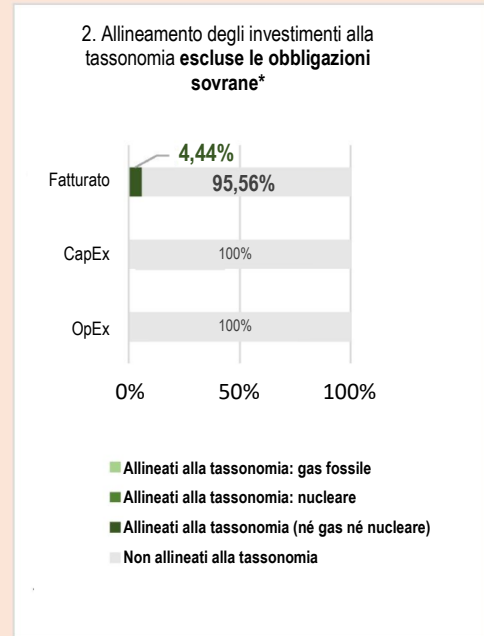 2. Allineamento degli investimenti alla
tassonomia escluse le obbligazioni
sovrane*
4,44%
Fatturato
95,56%
CapEx
100%
OpEx
100%
0%
50%
100%
Allineati alla tassonomia: gas fossile
Allineati alla tassonomia: nucleare
Allineati alla tassonomia (né gas né nucleare)
Non allineati alla tassonomia